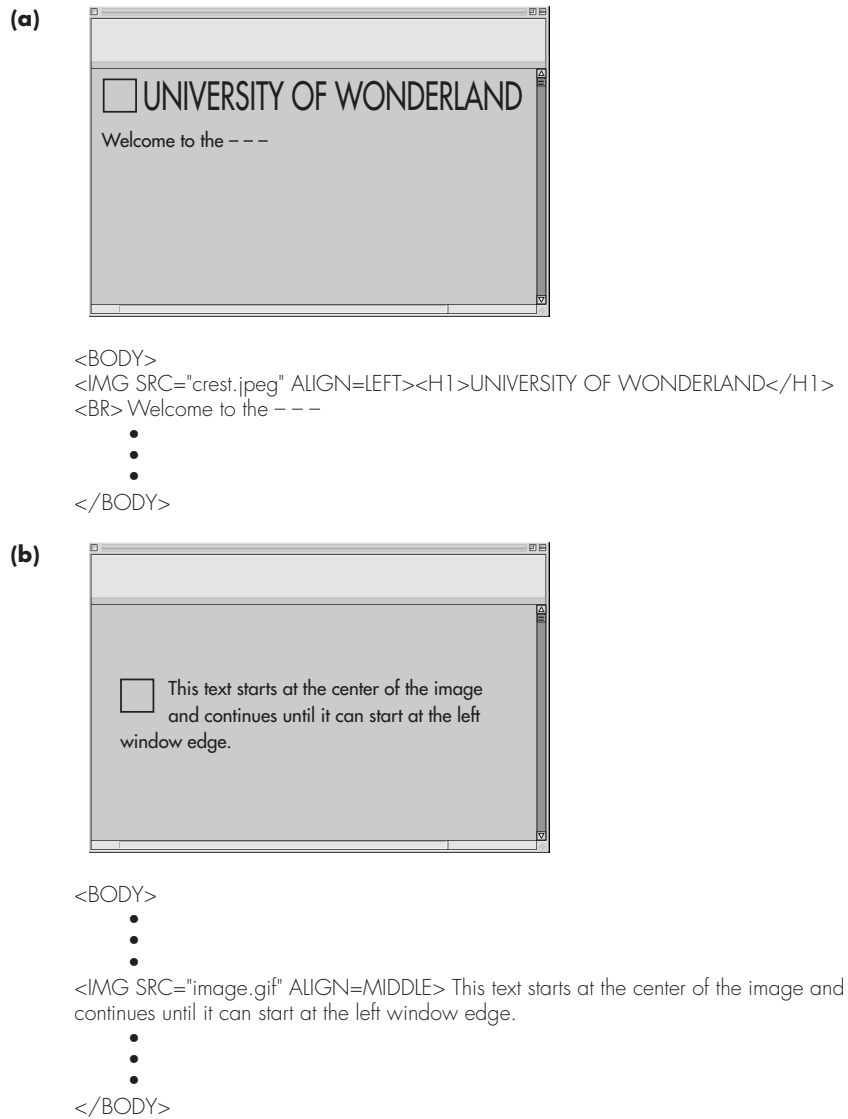 (a)
UNIVERSITY OF WONDERLAND
Welcome to the – – –
<BODY>
<IMG SRC="crest.jpeg" ALIGN=LEFT><H1>UNIVERSITY OF WONDERLAND</H1>
<BR> Welcome to the – – –
•
•
•
</BODY>
(b)
This text starts at the center of the image
and continues until it can start at the left
window edge.
<BODY>
•
•
•
<IMG SRC="image.gif" ALIGN=MIDDLE> This text starts at the center of the image and
continues until it can start at the left window edge.
•
•
•
</BODY>